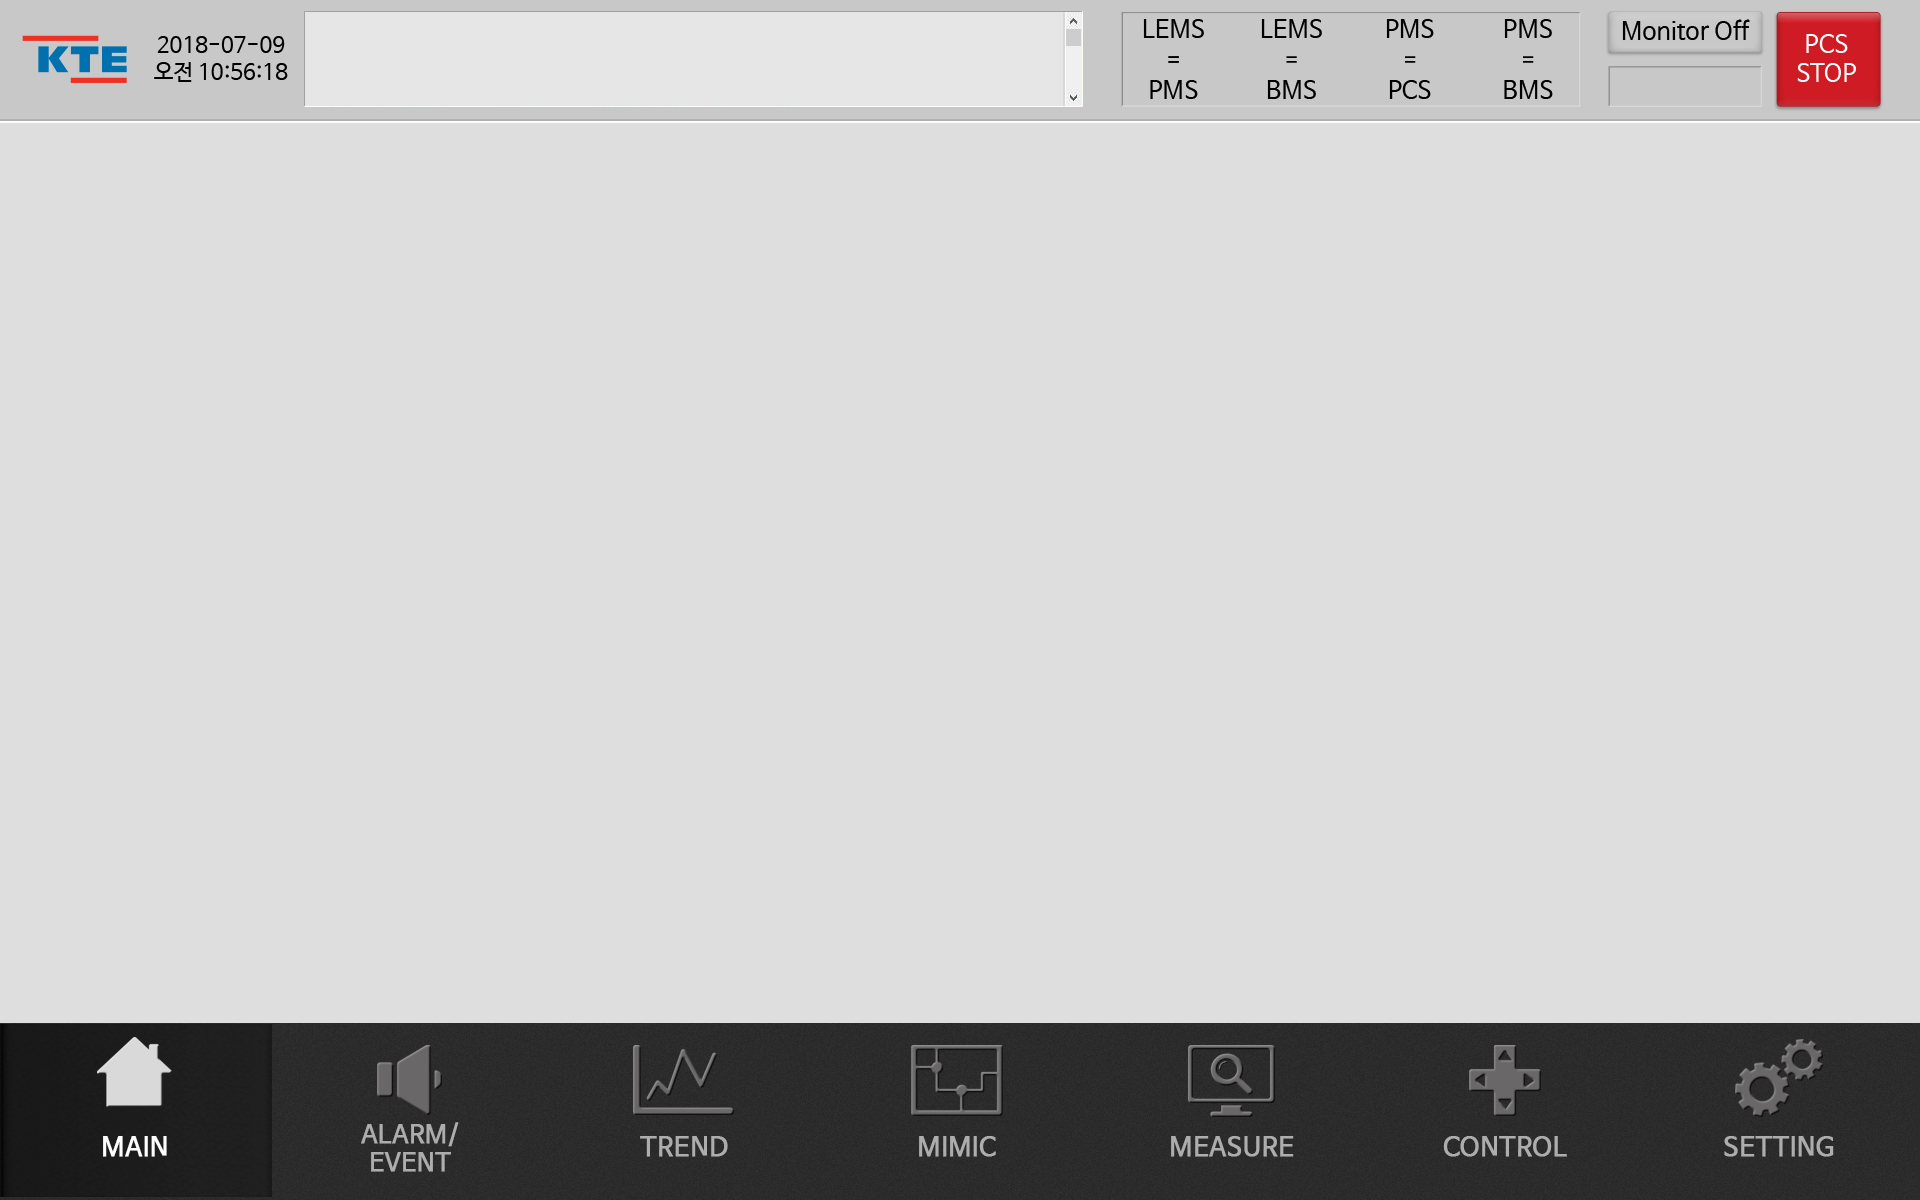 KTE
2018-07-09
오전 10:56:18
LEMS
=
PMS
LEMS
=
BMS
PMS
=
PCS
PMS
=
BMS
Monitor Off
PCS
STOP
MAIN
ALARM/
EVENT
TREND
MIMIC
MEASURE
CONTROL
SETTING